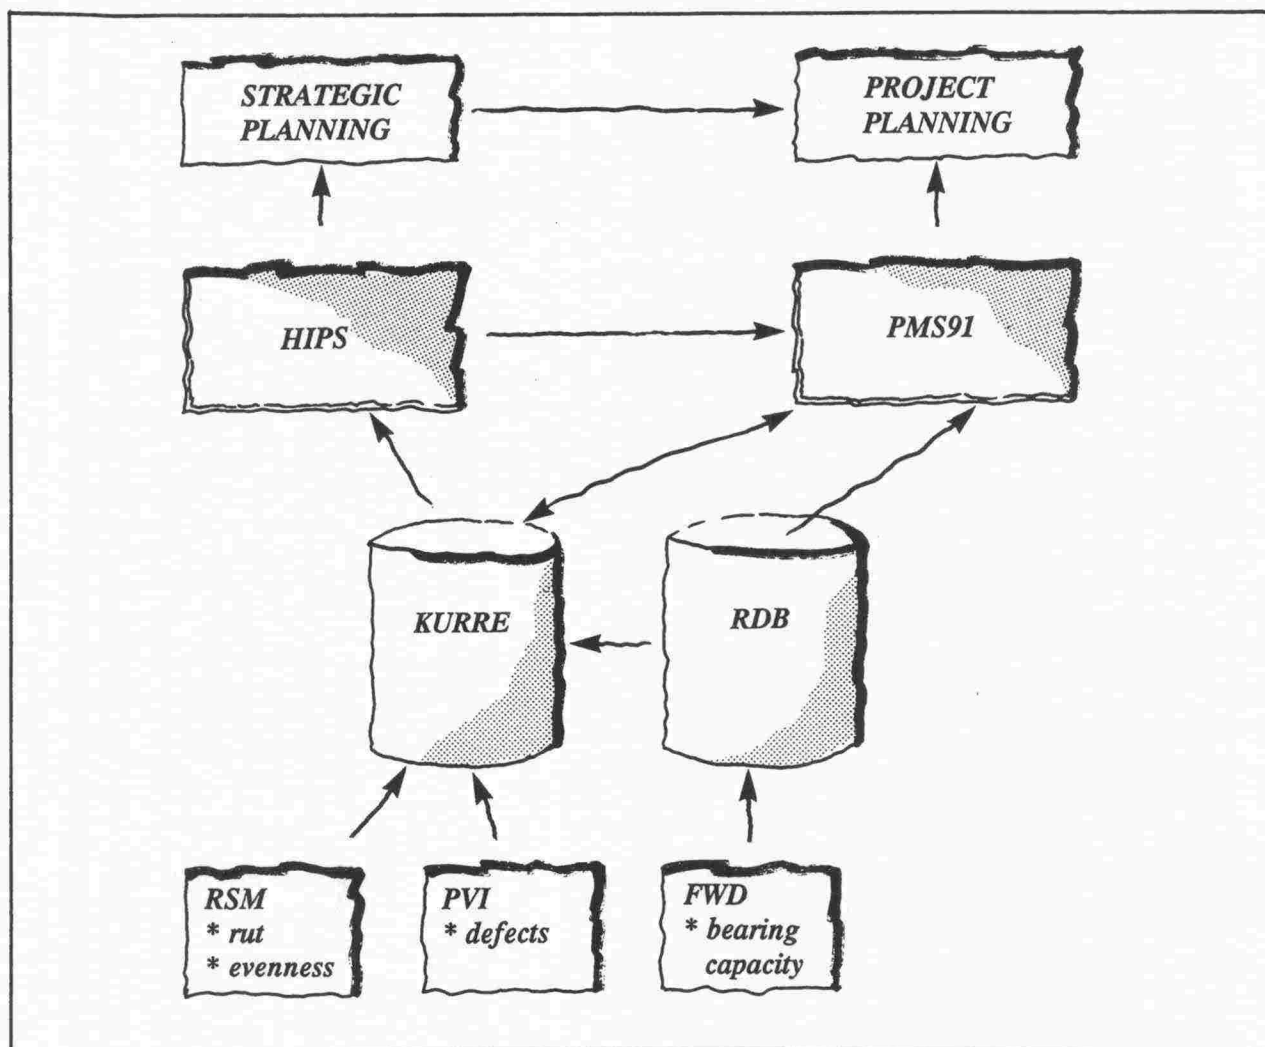 STRATEGIC
PLANNING
PROJECT
PLANNING
HIPS
PMS91
KURRE
RDB
RSM
* rut
* evenness
PVI
* defects
FWD
* bearing
capacity